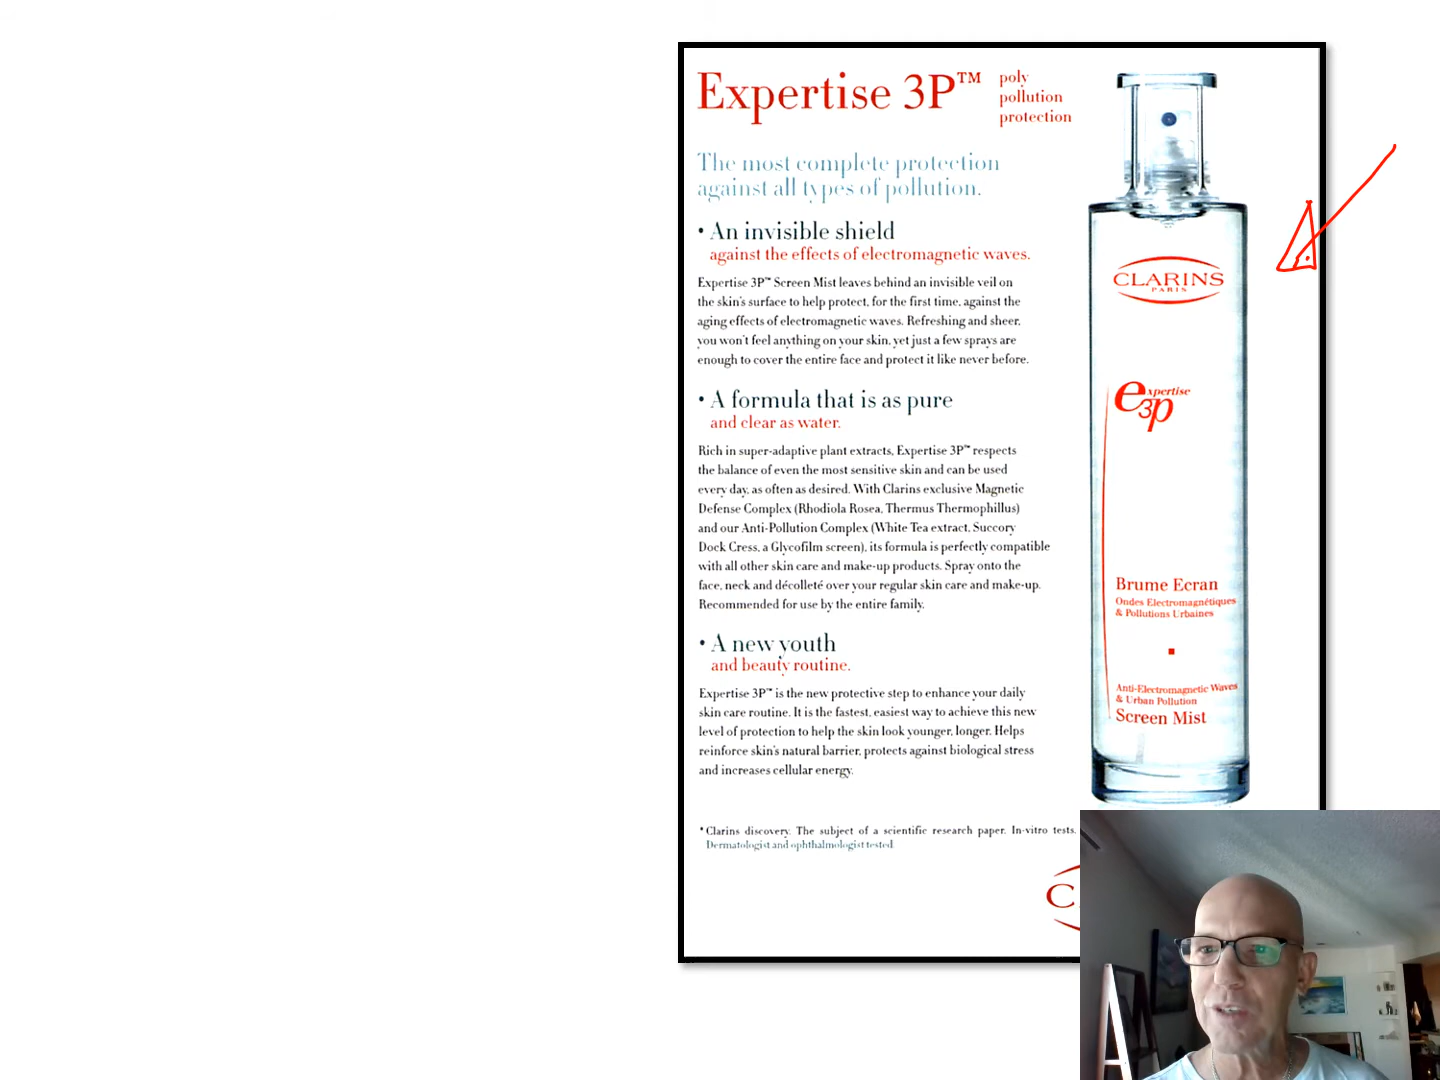 Expertise 3P™
poly
pollution
protection
The most complete protection
against all types of pollution.
• An invisible shield
against the effects of electromagnetic waves.
Expertise 3P™ Screen Mist leaves behind an invisible veil on
the skin's surface to help protect, for the first time, against the
aging effects of electromagnetic waves. Refreshing and sheer,
you won't feel anything on your skin, yet just a few sprays are
enough to cover the entire face and protect it like never before.
• A formula that is as pure
and clear as water.
Rich in super-adaptive plant extracts, Expertise 3P™ respects
the balance of even the most sensitive skin and can be used
every day, as often as desired. With Clarins exclusive Magnetic
Defense Complex (Rhodiola Rosea, Thermus Thermophillus)
and our Anti-Pollution Complex (White Tea extract, Succory
Dock Cress, a Glycofilm screen), its formula is perfectly compatible
with all other skin care and make-up products. Spray onto the
face, neck and décolleté over your regular skin care and make-up.
Recommended for use by the entire family.
• A new youth
and beauty routine.
Expertise 3P™ is the new protective step to enhance your daily
skin care routine. It is the fastest, easiest way to achieve this new
level of protection to help the skin look younger, longer. Helps
reinforce skin's natural barrier, protects against biological stress
and increases cellular energy.
* Clarins discovery. The subject of a scientific research paper. In-vitro tests.
Dermatologist and ophthalmologist tested.
CLARINS
PARIS
expertise
3p
Brume Ecran
Ondes Electromagnétiques
& Pollutions Urbaines
Anti-Electromagnetic Waves
& Urban Pollution
Screen Mist
C